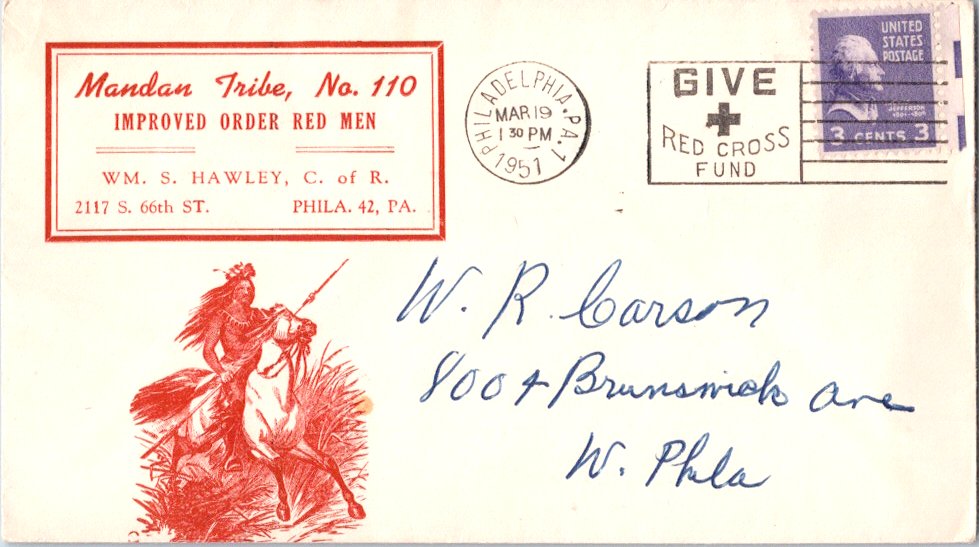 Mandan Tribe, No. 110
IMPROVED ORDER RED MEN
WM. S. HAWLEY, C. of R.
2117 S. 66th ST. PHILA. 42, PA.
PHILADELPHIA, PA. 1
MAR 19
1 30 PM
1951
GIVE
RED CROSS
FUND
UNITED
STATES
POSTAGE
JEFFERSON
3 CENTS 3
W. R. Carson
8004 Brunswick Ave
W. Phla